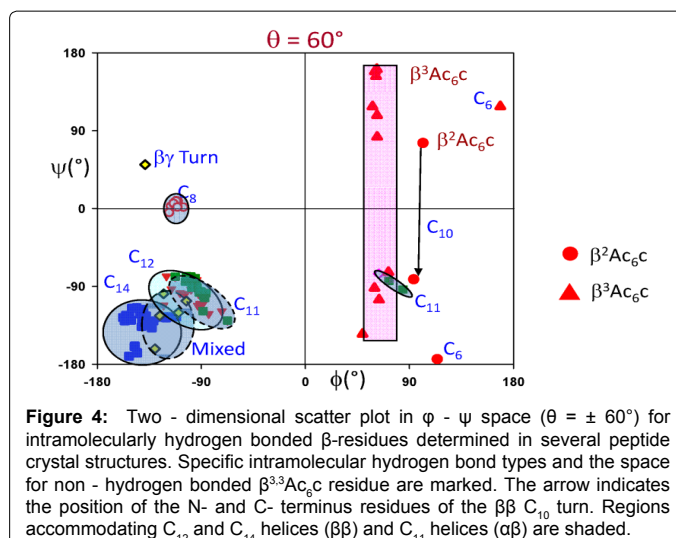 θ = 60°
180
90
0
-90
-180
ψ(°)
-180
-90
0
90
180
ϕ(°)
βγ Turn
C₈
C₁₂
C₁₄
C₁₁
Mixed
β³Ac₆c
C₆
β²Ac₆c
C₁₀
C₁₁
C₆
β²Ac₆c
β³Ac₆c
Figure 4: Two - dimensional scatter plot in φ - ψ space (θ = ± 60°) for
intramolecularly hydrogen bonded β-residues determined in several peptide
crystal structures. Specific intramolecular hydrogen bond types and the space
for non - hydrogen bonded β³,³Ac₆c residue are marked. The arrow indicates
the position of the N- and C- terminus residues of the ββ C₁₀ turn. Regions
accommodating C₁₂ and C₁₄ helices (ββ) and C₁₁ helices (αβ) are shaded.